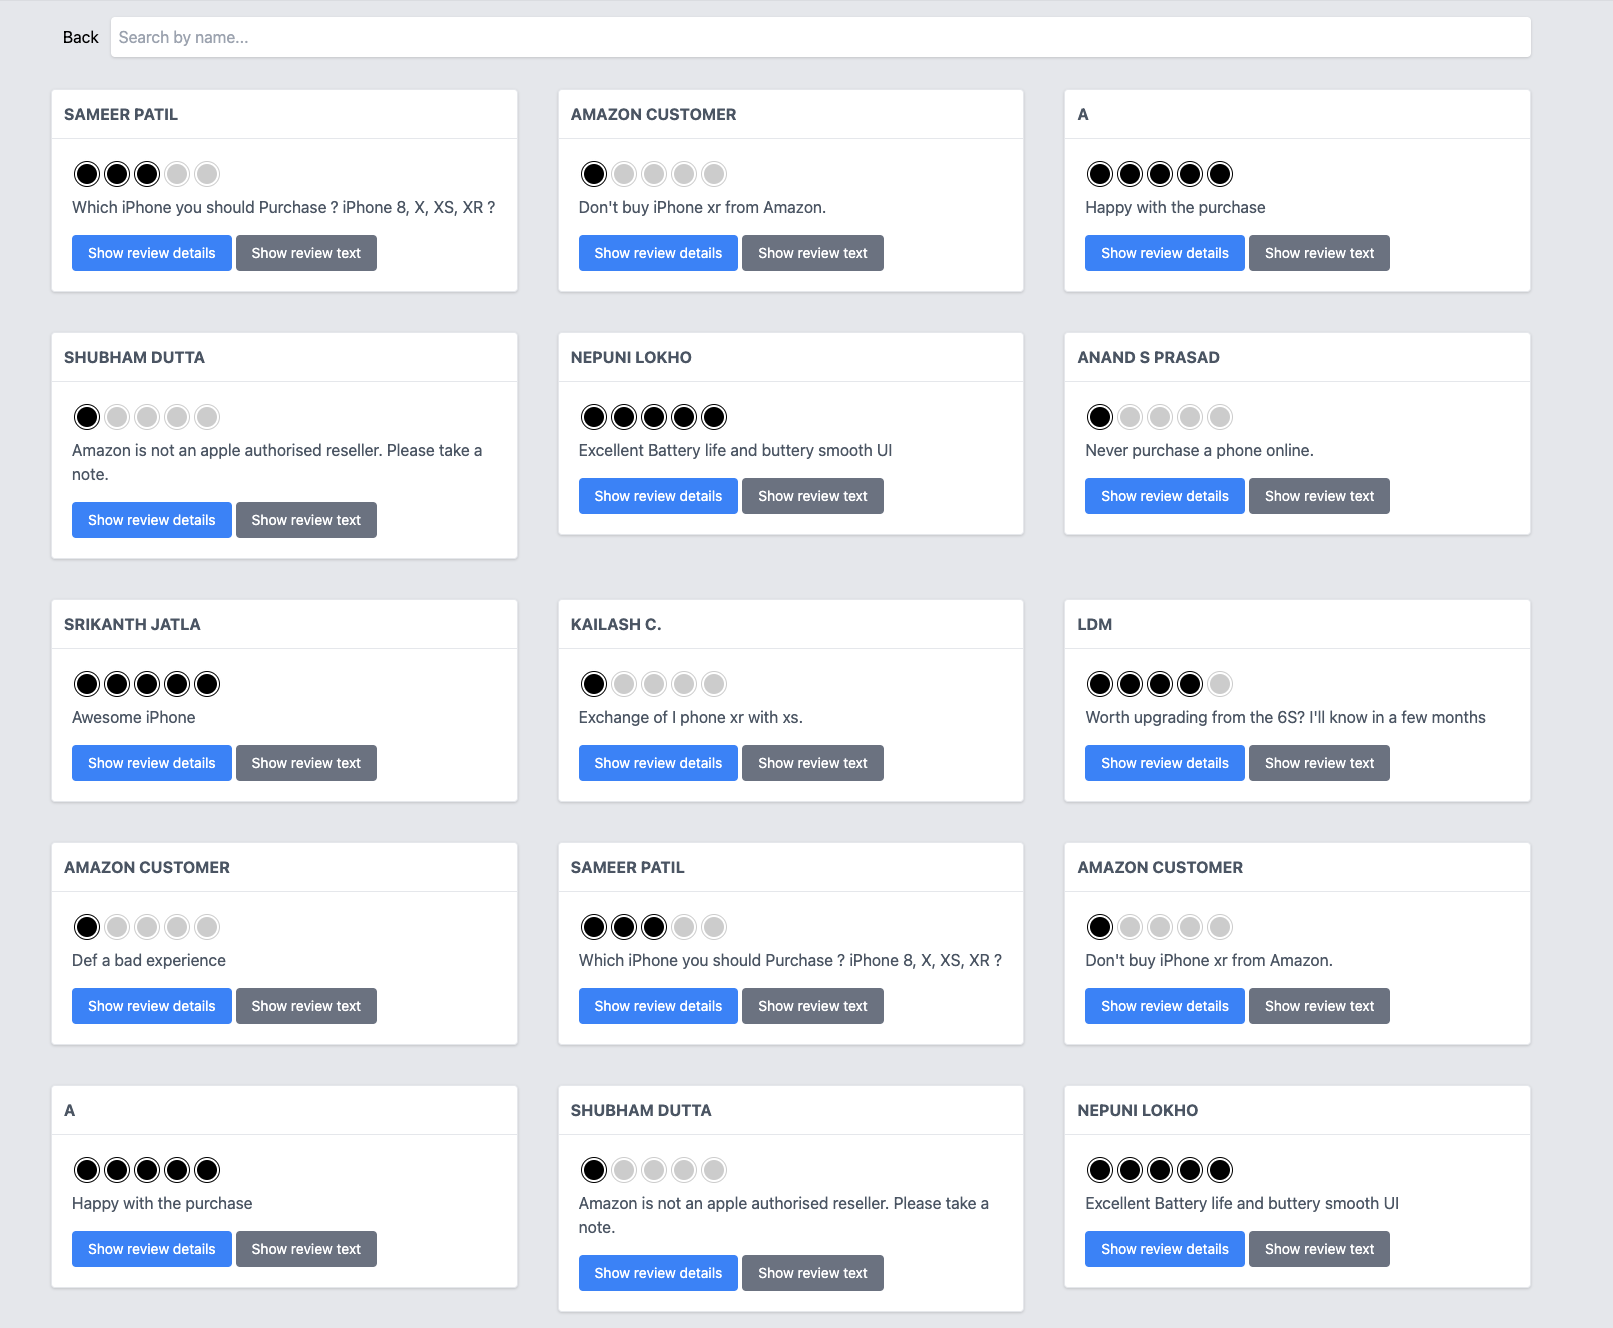 Back
Search by name...
SAMEER PATIL
Which iPhone you should Purchase ? iPhone 8, X, XS, XR ?
Show review details
Show review text
AMAZON CUSTOMER
Don't buy iPhone xr from Amazon.
Show review details
Show review text
A
Happy with the purchase
Show review details
Show review text
SHUBHAM DUTTA
Amazon is not an apple authorised reseller. Please take a
note.
Show review details
Show review text
NEPUNI LOKHO
Excellent Battery life and buttery smooth UI
Show review details
Show review text
ANAND S PRASAD
Never purchase a phone online.
Show review details
Show review text
SRIKANTH JATLA
Awesome iPhone
Show review details
Show review text
KAILASH C.
Exchange of I phone xr with xs.
Show review details
Show review text
LDM
Worth upgrading from the 6S? I'll know in a few months
Show review details
Show review text
AMAZON CUSTOMER
Def a bad experience
Show review details
Show review text
SAMEER PATIL
Which iPhone you should Purchase ? iPhone 8, X, XS, XR ?
Show review details
Show review text
AMAZON CUSTOMER
Don't buy iPhone xr from Amazon.
Show review details
Show review text
A
Happy with the purchase
Show review details
Show review text
SHUBHAM DUTTA
Amazon is not an apple authorised reseller. Please take a
note.
Show review details
Show review text
NEPUNI LOKHO
Excellent Battery life and buttery smooth UI
Show review details
Show review text